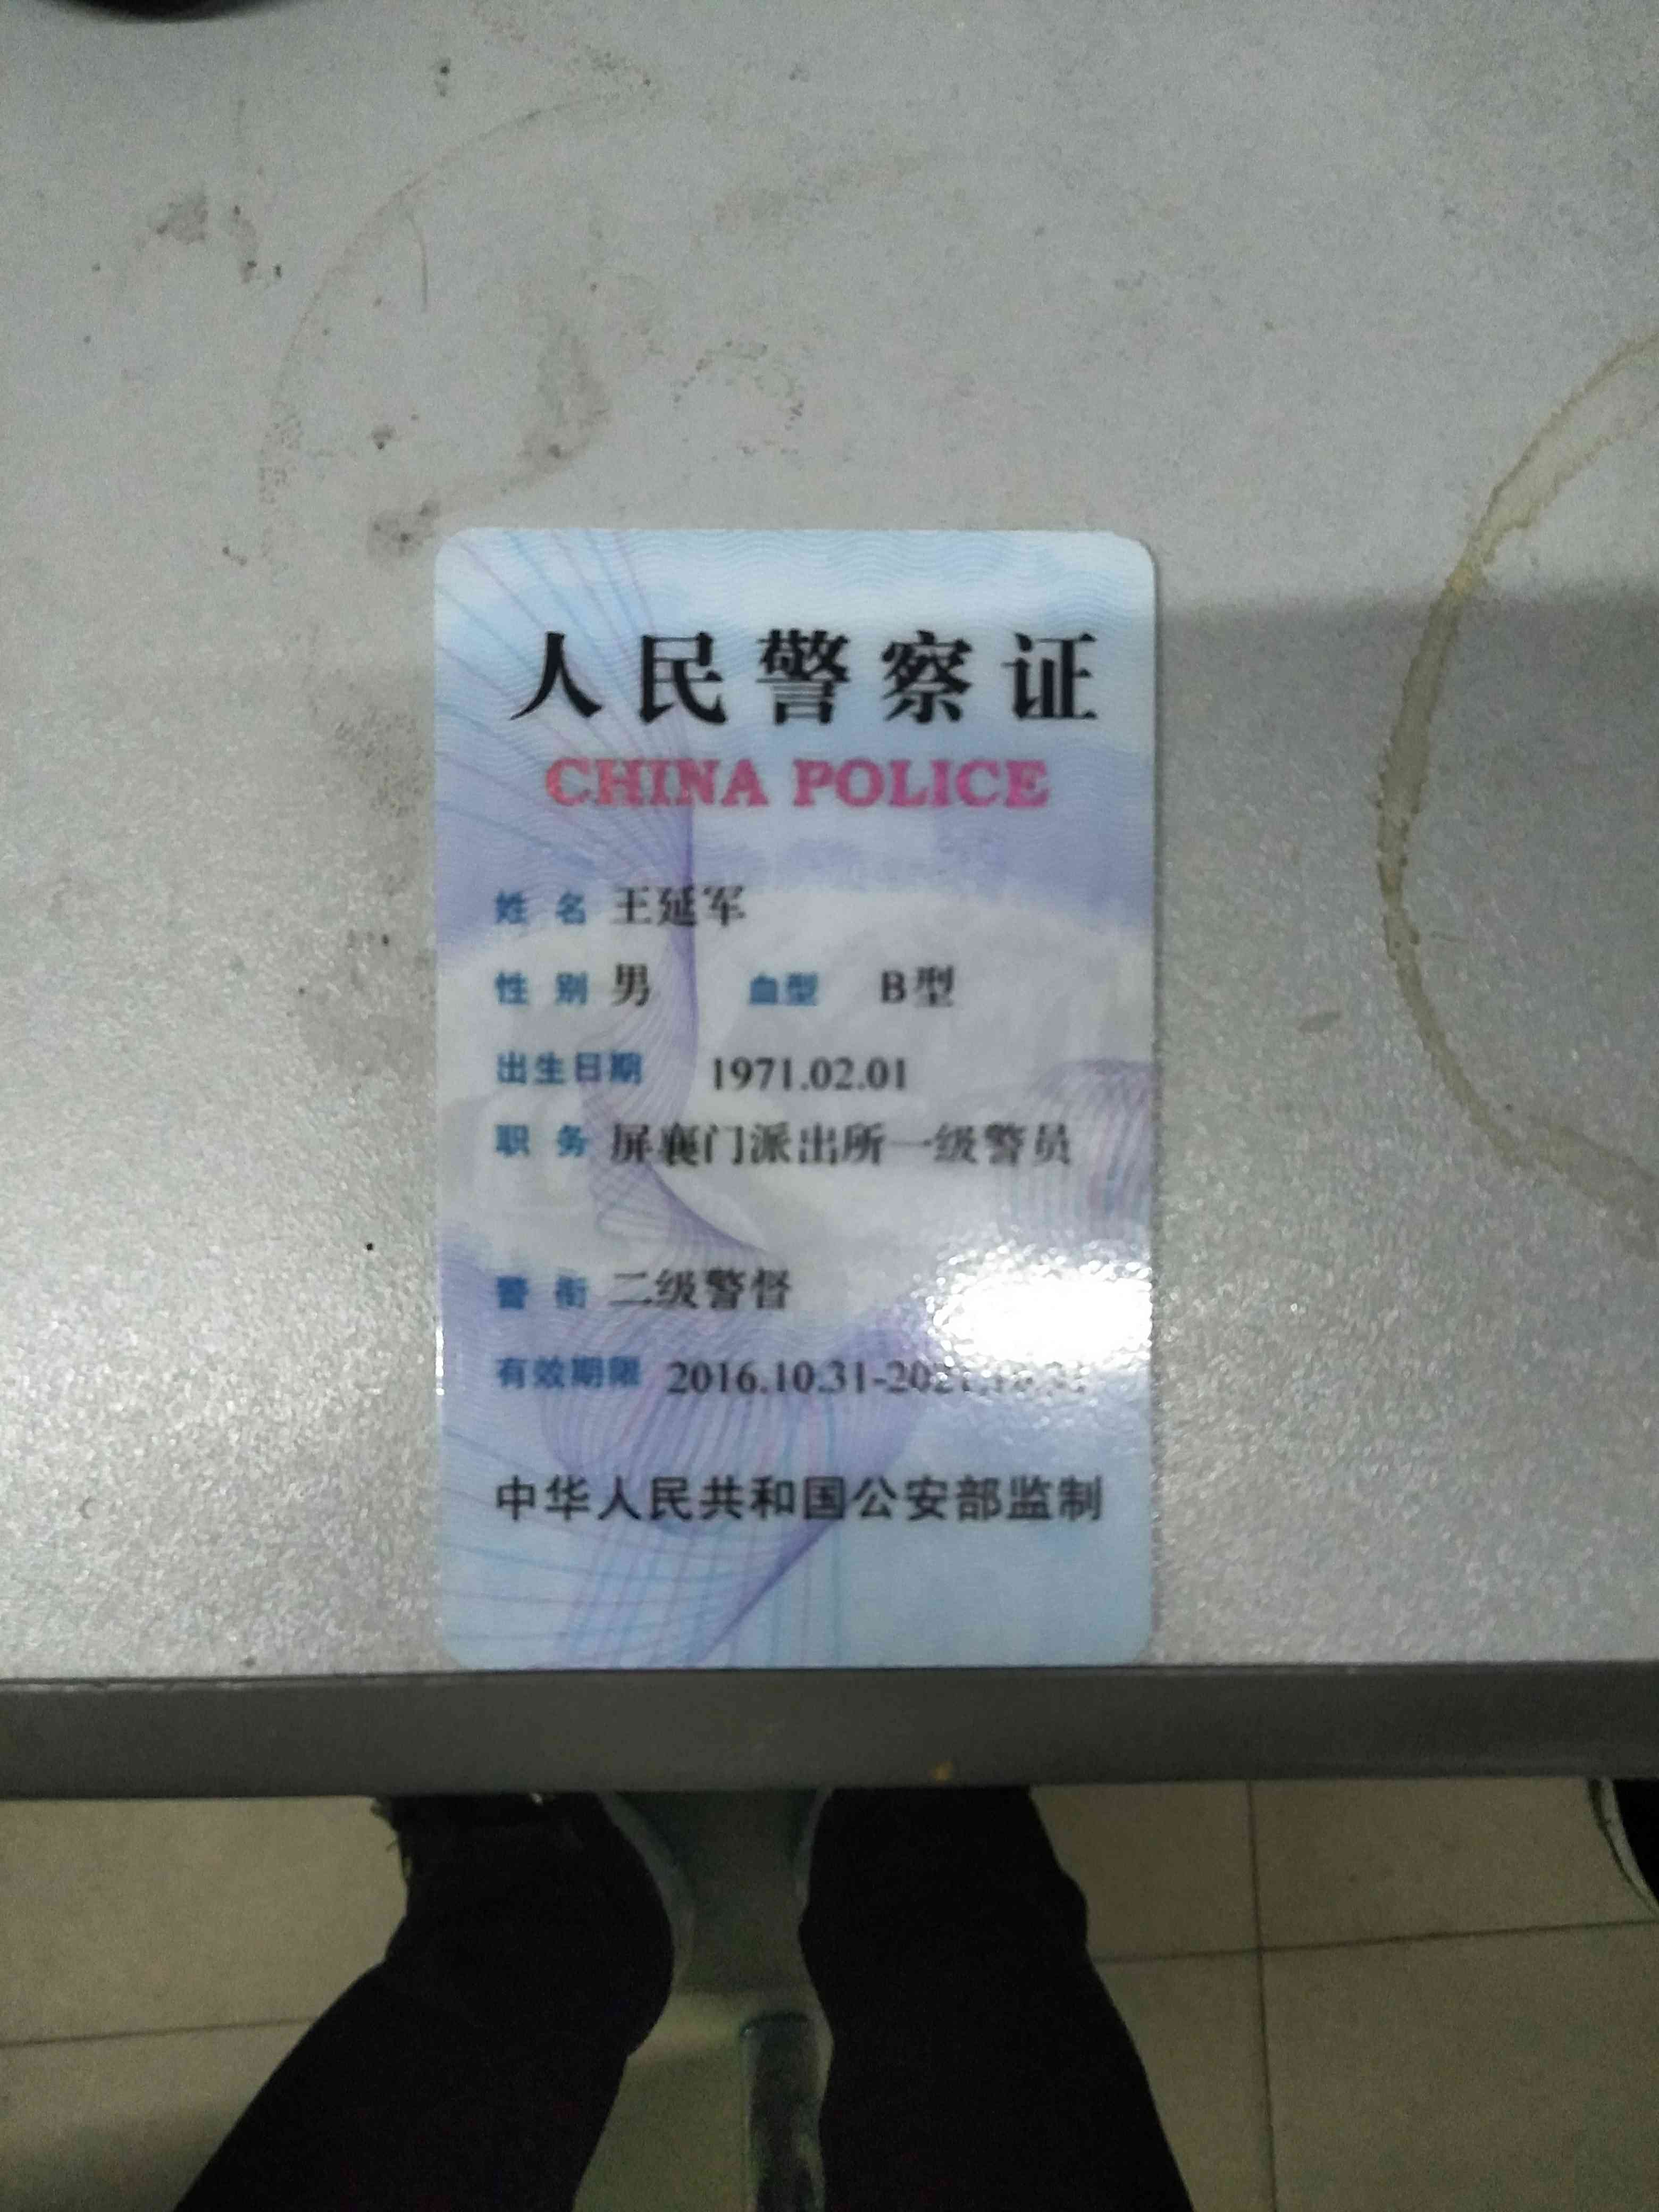 人民警察证
CHINA POLICE
姓名 王延军
性别 男 血型 B型
出生日期 1971.02.01
职务 屏襄门派出所一级警员
警衔 二级警督
有效期限 2016.10.31-2021
中华人民共和国公安部监制